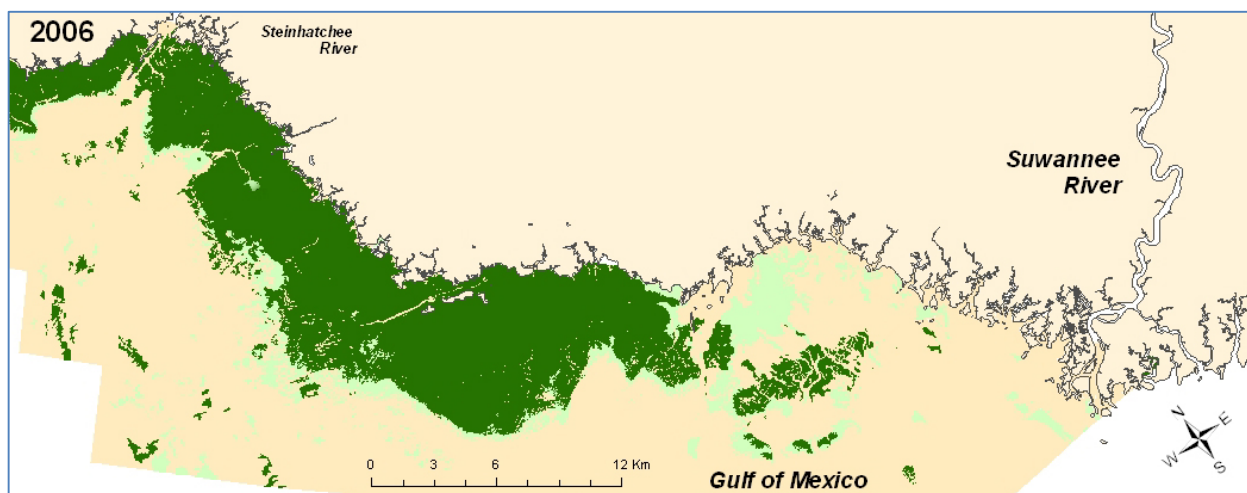 2006
Steinhatchee
River
Suwannee
River
0 3 6 12 Km
Gulf of Mexico
N
E
W
S